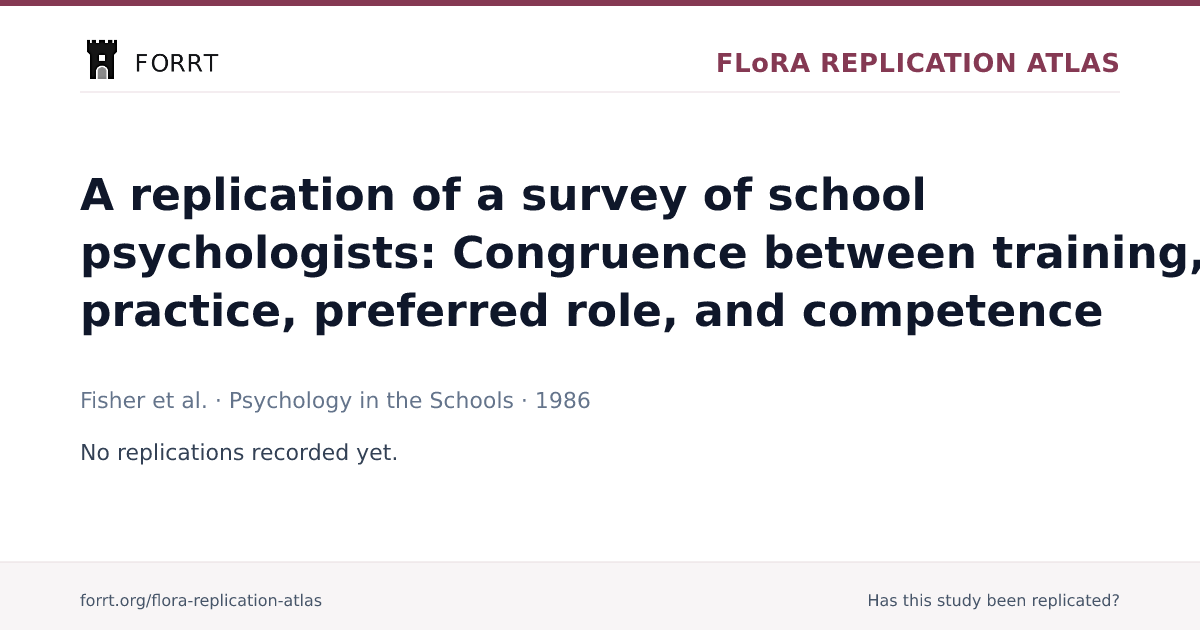 FORRT
FLoRA REPLICATION ATLAS
A replication of a survey of school
psychologists: Congruence between training,
practice, preferred role, and competence
Fisher et al. · Psychology in the Schools · 1986
No replications recorded yet.
forrt.org/flora-replication-atlas
Has this study been replicated?